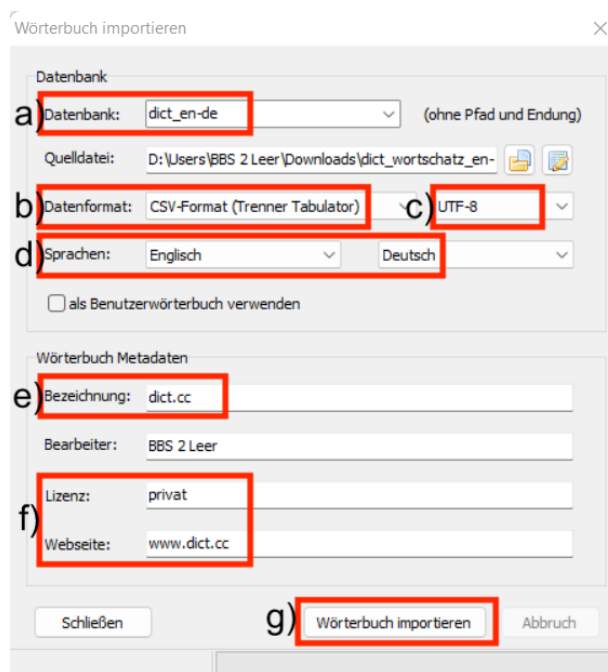 Wörterbuch importieren
Datenbank
a) Datenbank: dict_en-de (ohne Pfad und Endung)
Quelldatei: D:\Users\BBS 2 Leer\Downloads\dict_wortschatz_en-
b) Datenformat: CSV-Format (Trenner Tabulator) c) UTF-8
d) Sprachen: Englisch Deutsch
als Benutzerwörterbuch verwenden
Wörterbuch Metadaten
e) Bezeichnung: dict.cc
Bearbeiter: BBS 2 Leer
f) Lizenz: privat
Webseite: www.dict.cc
Schließen g) Wörterbuch importieren Abbruch